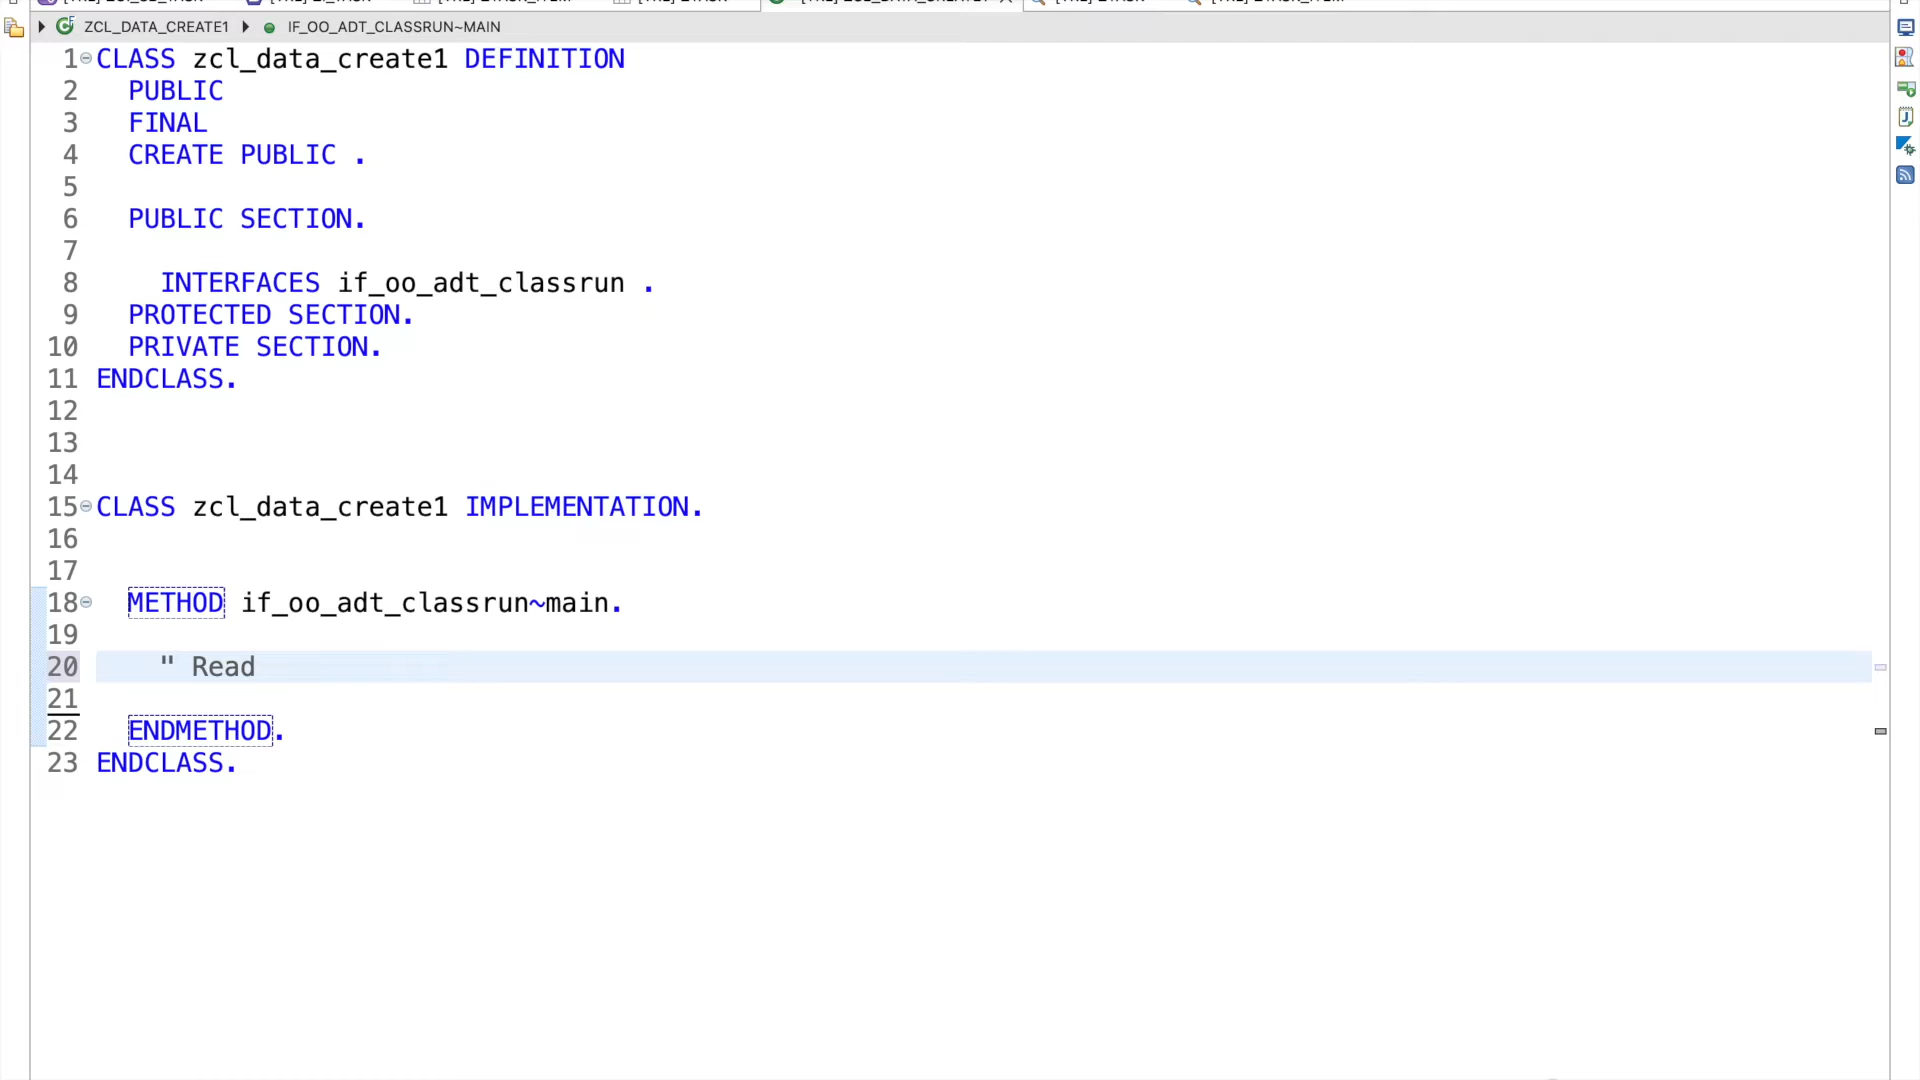 ZCL_DATA_CREATE1 IF_OO_ADT_CLASSRUN~MAIN
1 CLASS zcl_data_create1 DEFINITION
2 PUBLIC
3 FINAL
4 CREATE PUBLIC .
5
6 PUBLIC SECTION.
7
8 INTERFACES if_oo_adt_classrun .
9 PROTECTED SECTION.
10 PRIVATE SECTION.
11 ENDCLASS.
12
13
14
15 CLASS zcl_data_create1 IMPLEMENTATION.
16
17
18 METHOD if_oo_adt_classrun~main.
19
20 " Read
21
22 ENDMETHOD.
23 ENDCLASS.